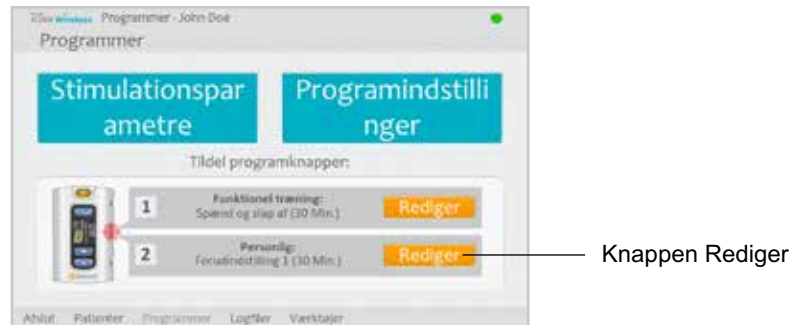 Wireless Programmer - John Doe
Programmer
Stimulationspar
ametre
Programindstilli
nger
Tildel programknapper:
1
Funktionel træning:
Spænd og slap af (30 Min.)
Rediger
2
Personlig:
Forudindstilling 1 (30 Min.)
Rediger
Knappen Rediger
Afslut Patienter Programmer Logfiler Værktøjer